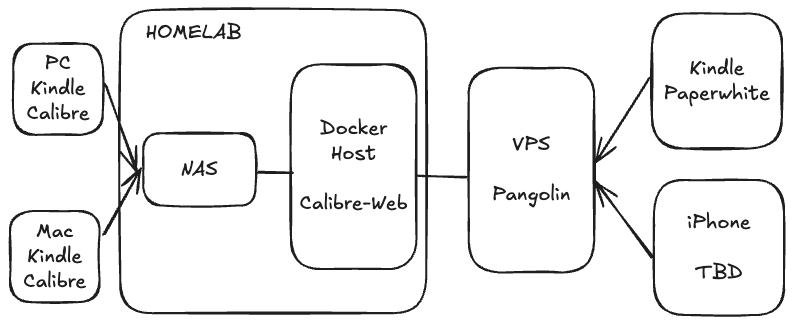 HOMELAB
PC
Kindle
Calibre
Mac
Kindle
Calibre
NAS
Docker
Host
Calibre-Web
VPS
Pangolin
Kindle
Paperwhite
iPhone
TBD